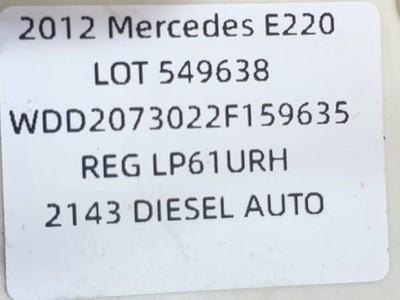 2012 Mercedes E220
LOT 549638
WDD2073022F159635
REG LP61URH
2143 DIESEL AUTO